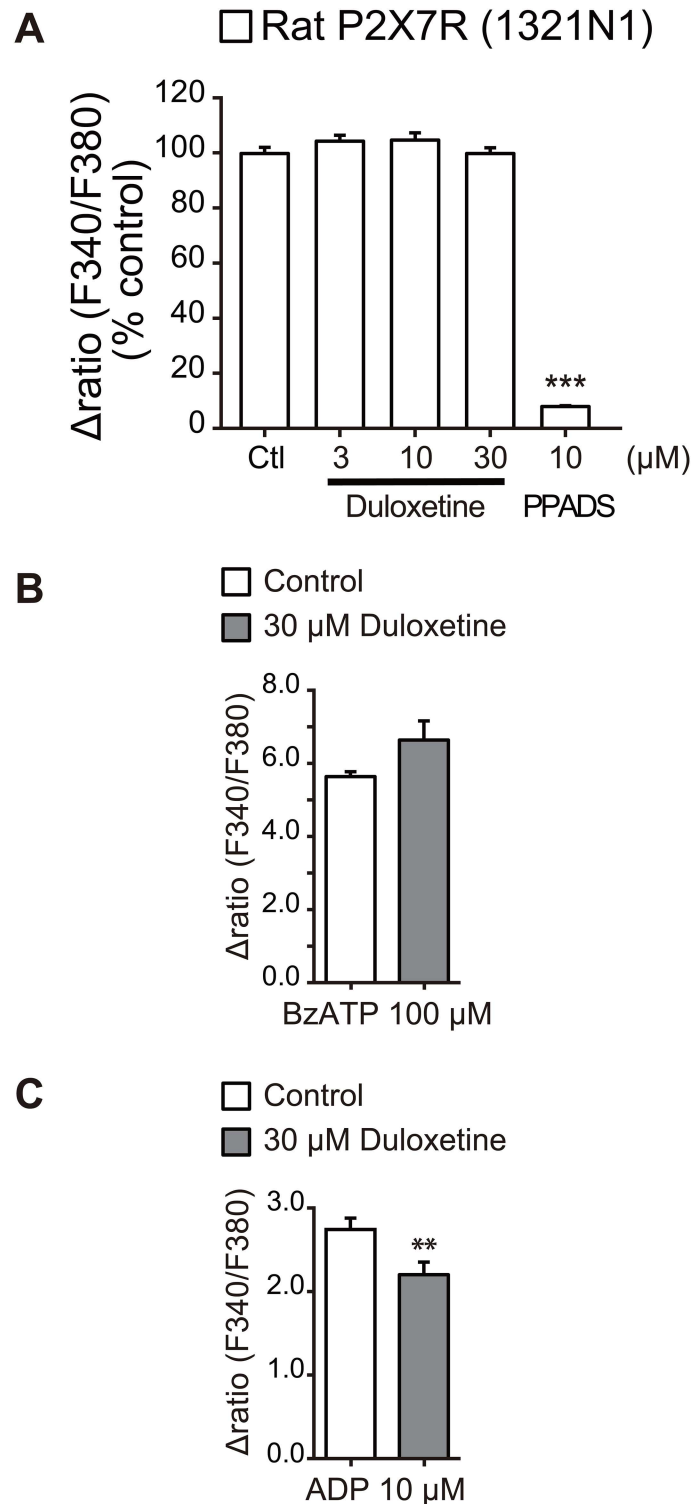 A
Rat P2X7R (1321N1)
Δratio (F340/F380)
(% control)
120
100
80
60
40
20
0
***
Ctl 3 10 30 10 (μM)
Duloxetine PPADS
B
Control
30 μM Duloxetine
Δratio (F340/F380)
8.0
6.0
4.0
2.0
0.0
BzATP 100 μM
C
Control
30 μM Duloxetine
Δratio (F340/F380)
3.0
2.0
1.0
0.0
**
ADP 10 μM